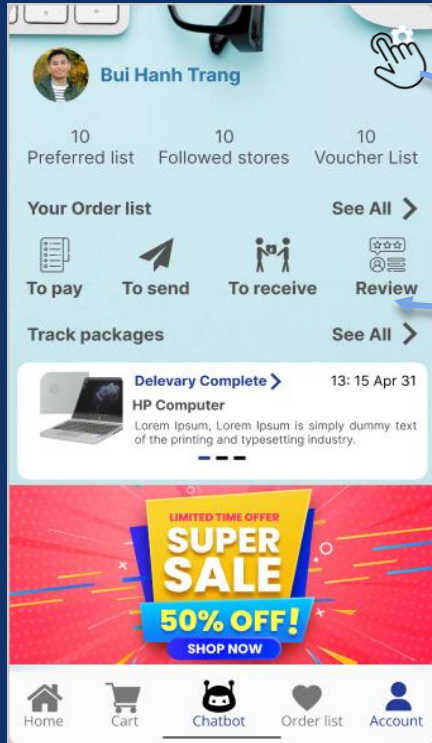 Bui Hanh Trang
10 10 10
Preferred list Followed stores Voucher List
Your Order list See All
To pay To send To receive Review
Track packages See All
Delevary Complete 13: 15 Apr 31
HP Computer
Lorem Ipsum, Lorem Ipsum is simply dummy text
of the printing and typesetting industry.
LIMITED TIME OFFER
SUPER
SALE
50% OFF!
SHOP NOW
Home Cart Chatbot Order list Account